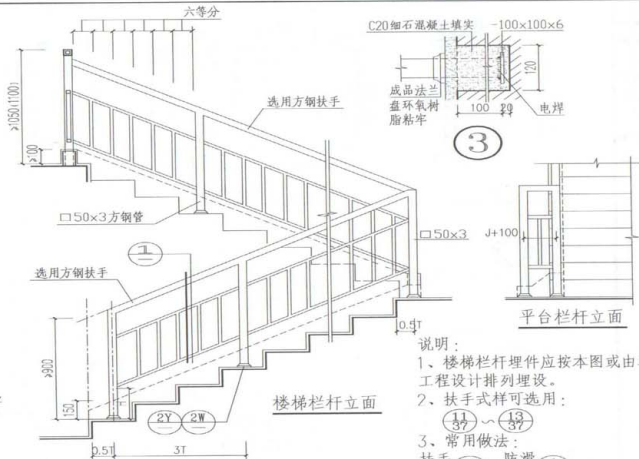 六等分
C20细石混凝土填实
-100×100×6
≥1050(1100)
≥100
选用方钢扶手
成品法兰
盘环氧树
脂粘牢
100
20
120
电焊
3
□50×3方钢管
□50×3
J+100
1
选用方钢扶手
平台栏杆立面
0.5T
≥900
150
H
2Y
2W
楼梯栏杆立面
0.5T
3T
说明:
1、楼梯栏杆埋件应按本图或由
工程设计排列埋设。
2、扶手式样可选用:
11/37 ~ 13/37
3、常用做法:
扶手 防滑